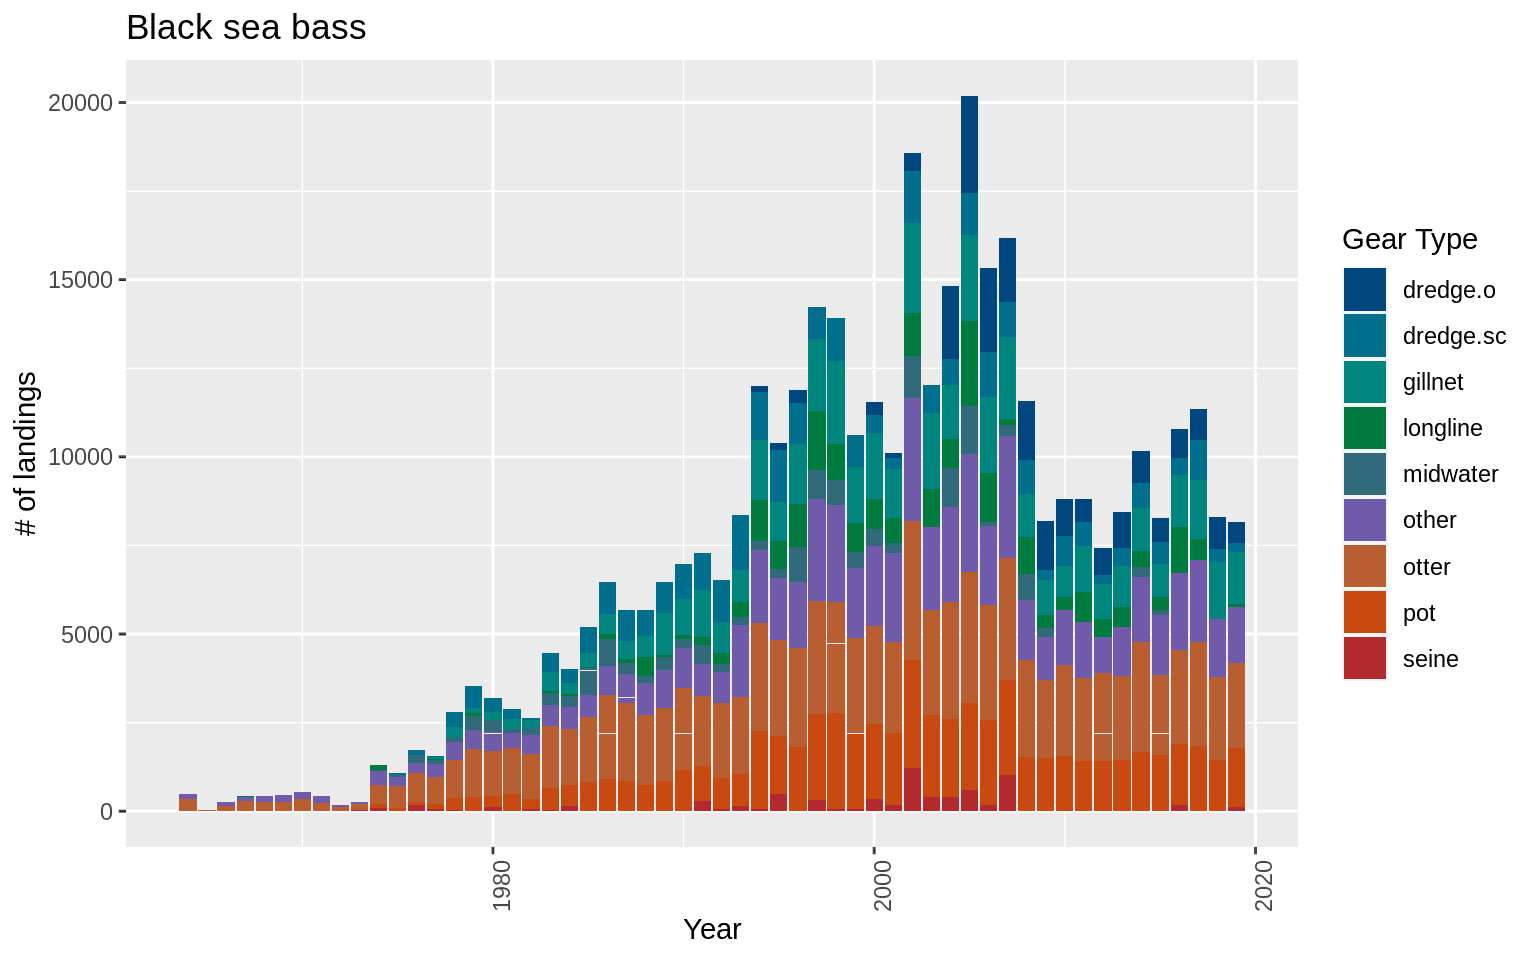 Black sea bass
20000
15000
10000
5000
0
# of landings
1980
2000
2020
Year
Gear Type
dredge.o
dredge.sc
gillnet
longline
midwater
other
otter
pot
seine